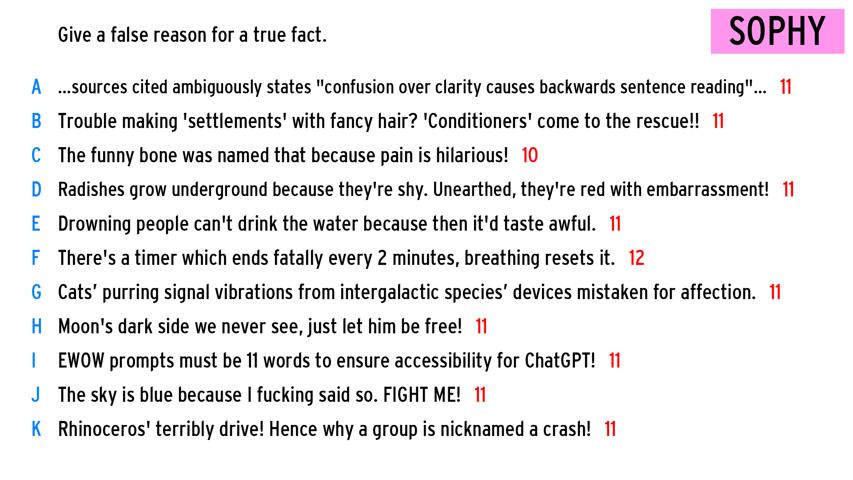 Give a false reason for a true fact.
SOPHY
A ...sources cited ambiguously states "confusion over clarity causes backwards sentence reading"... 11
B Trouble making 'settlements' with fancy hair? 'Conditioners' come to the rescue!! 11
C The funny bone was named that because pain is hilarious! 10
D Radishes grow underground because they're shy. Unearthed, they're red with embarrassment! 11
E Drowning people can't drink the water because then it'd taste awful. 11
F There's a timer which ends fatally every 2 minutes, breathing resets it. 12
G Cats’ purring signal vibrations from intergalactic species’ devices mistaken for affection. 11
H Moon's dark side we never see, just let him be free! 11
I EWOW prompts must be 11 words to ensure accessibility for ChatGPT! 11
J The sky is blue because I fucking said so. FIGHT ME! 11
K Rhinoceros' terribly drive! Hence why a group is nicknamed a crash! 11